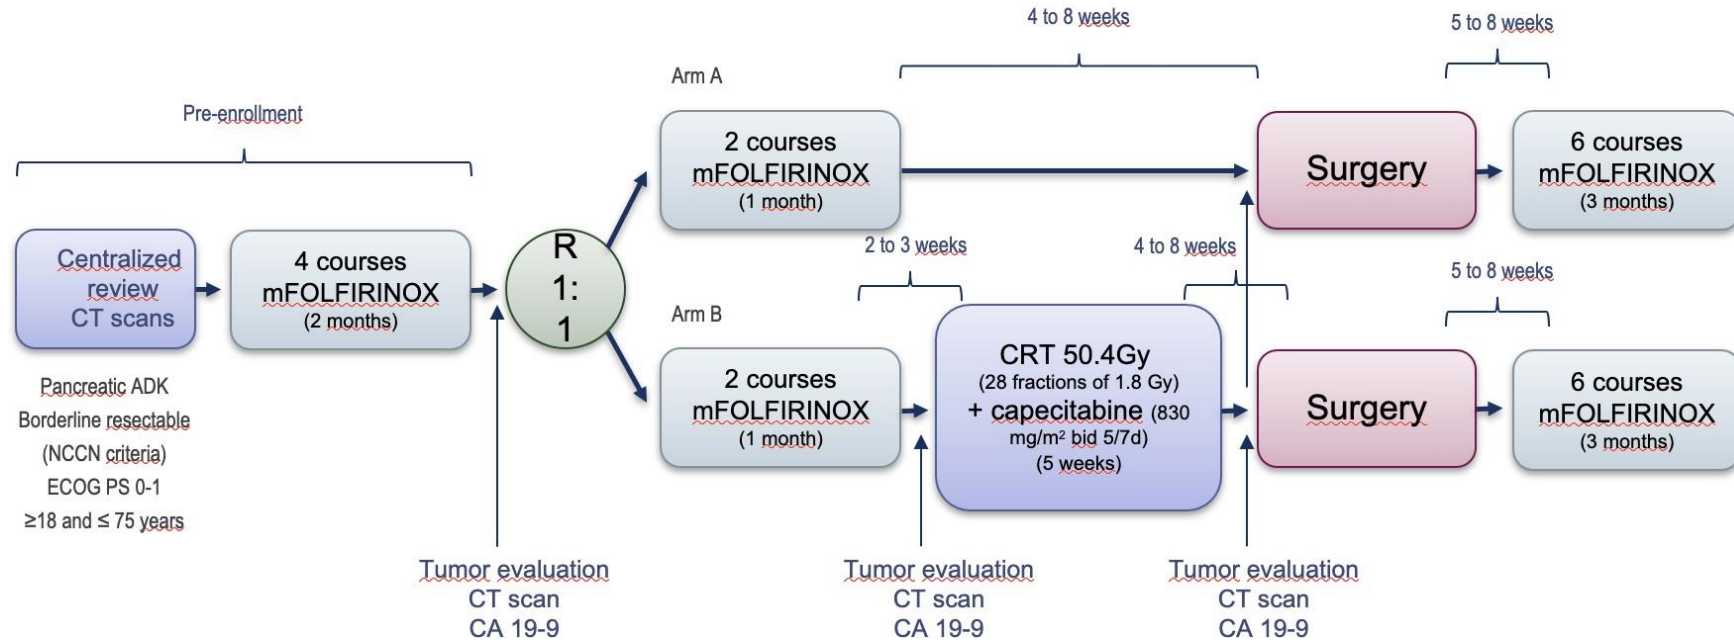 4 to 8 weeks
5 to 8 weeks
Arm A
Pre-enrollment
2 courses
mFOLFIRINOX
(1 month)
Surgery
6 courses
mFOLFIRINOX
(3 months)
Centralized
review
CT scans
4 courses
mFOLFIRINOX
(2 months)
R
1:
1
2 to 3 weeks
4 to 8 weeks
5 to 8 weeks
Arm B
2 courses
mFOLFIRINOX
(1 month)
CRT 50.4Gy
(28 fractions of 1.8 Gy)
+ capecitabine (830
mg/m² bid 5/7d)
(5 weeks)
Surgery
6 courses
mFOLFIRINOX
(3 months)
Pancreatic ADK
Borderline resectable
(NCCN criteria)
ECOG PS 0-1
≥18 and ≤ 75 years
Tumor evaluation
CT scan
CA 19-9
Tumor evaluation
CT scan
CA 19-9
Tumor evaluation
CT scan
CA 19-9